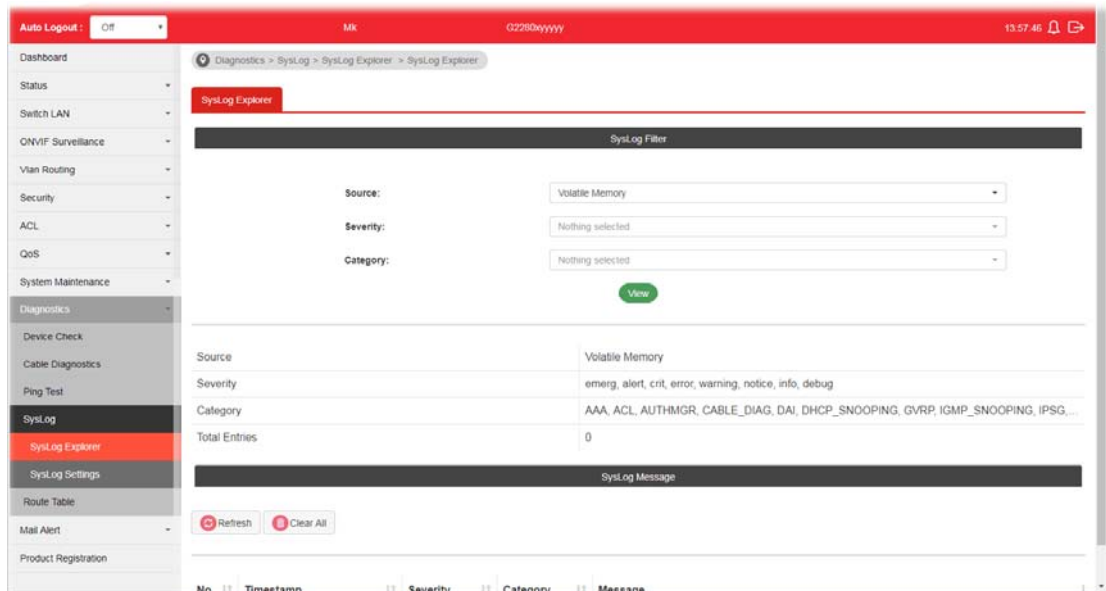 Auto Logout : Off Mk G2280xyyyyy 13:57:46
Dashboard
Status
Switch LAN
ONVIF Surveillance
Vlan Routing
Security
ACL
QoS
System Maintenance
Diagnostics
Device Check
Cable Diagnostics
Ping Test
SysLog
SysLog Explorer
SysLog Settings
Route Table
Mail Alert
Product Registration
Diagnostics > SysLog > SysLog Explorer > SysLog Explorer
SysLog Explorer
SysLog Filter
Source: Volatile Memory
Severity: Nothing selected
Category: Nothing selected
View
Source Volatile Memory
Severity emerg, alert, crit, error, warning, notice, info, debug
Category AAA, ACL, AUTHMGR, CABLE_DIAG, DAI, DHCP_SNOOPING, GVRP, IGMP_SNOOPING, IPSG,...
Total Entries 0
SysLog Message
Refresh Clear All
No. Timestamp Severity Category Message